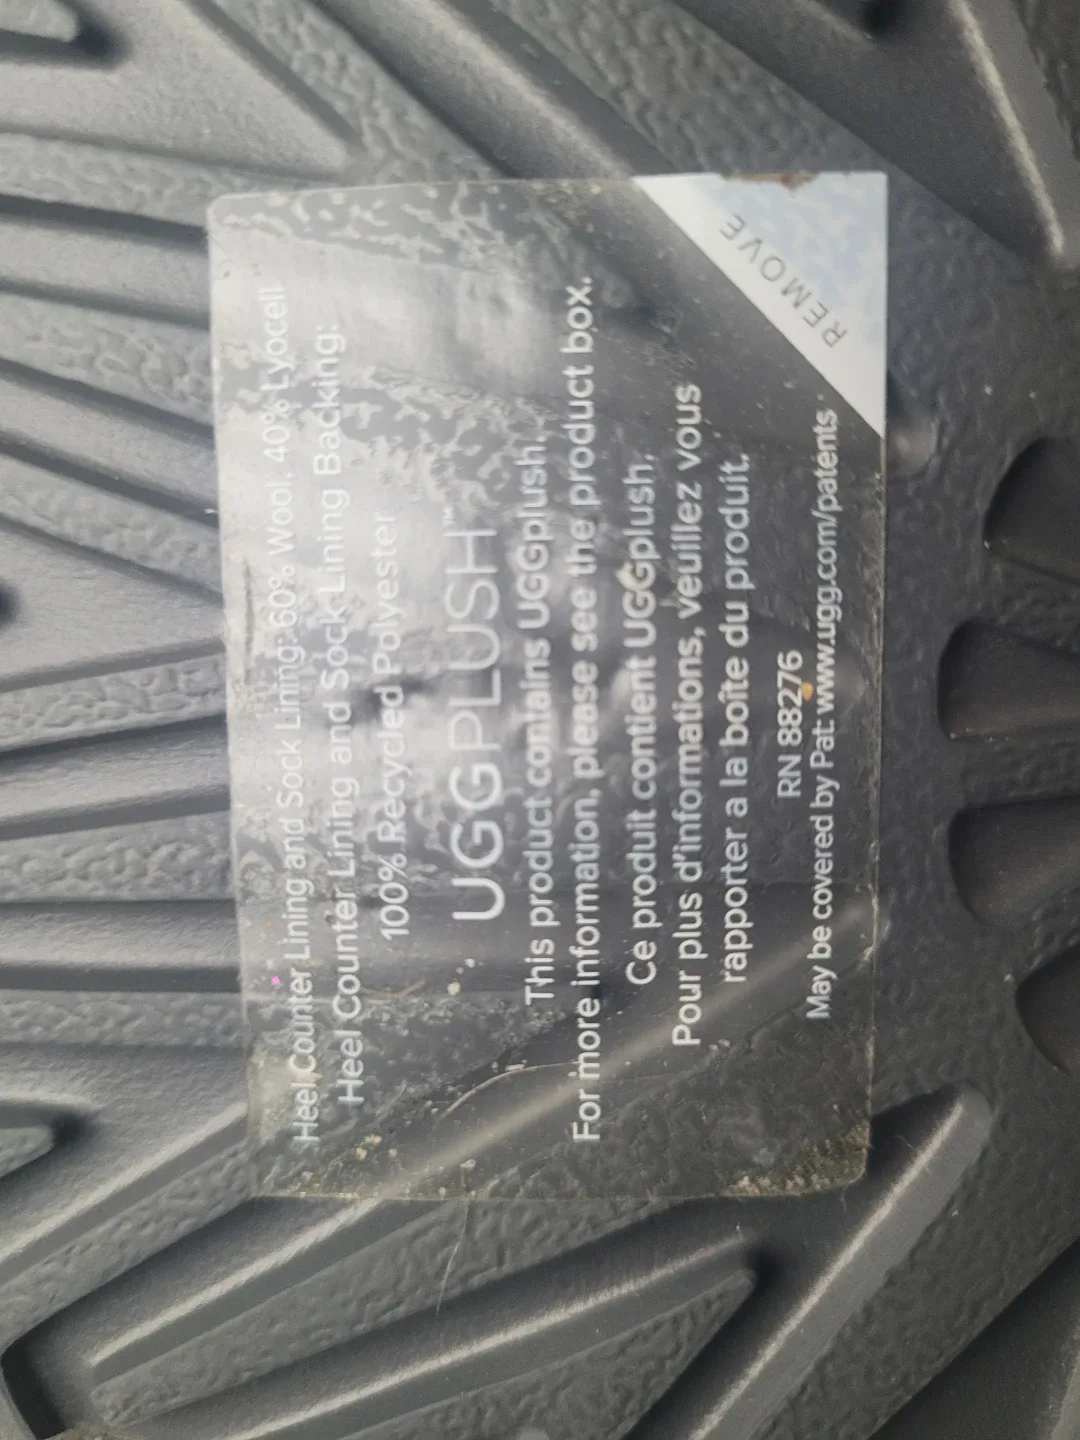 Heel Counter Lining and Sock Lining: 60% Wool, 40% Lyocell
Heel Counter Lining and Sock Lining Backing:
100% Recycled Polyester
UGGPLUSH™
This product contains UGGplush.
For more information, please see the product box.
Ce produit contient UGGplush.
Pour plus d'informations, veuillez vous
rapporter a la boîte du produit.
RN 88276
May be covered by Pat: www.ugg.com/patents
REMOVE